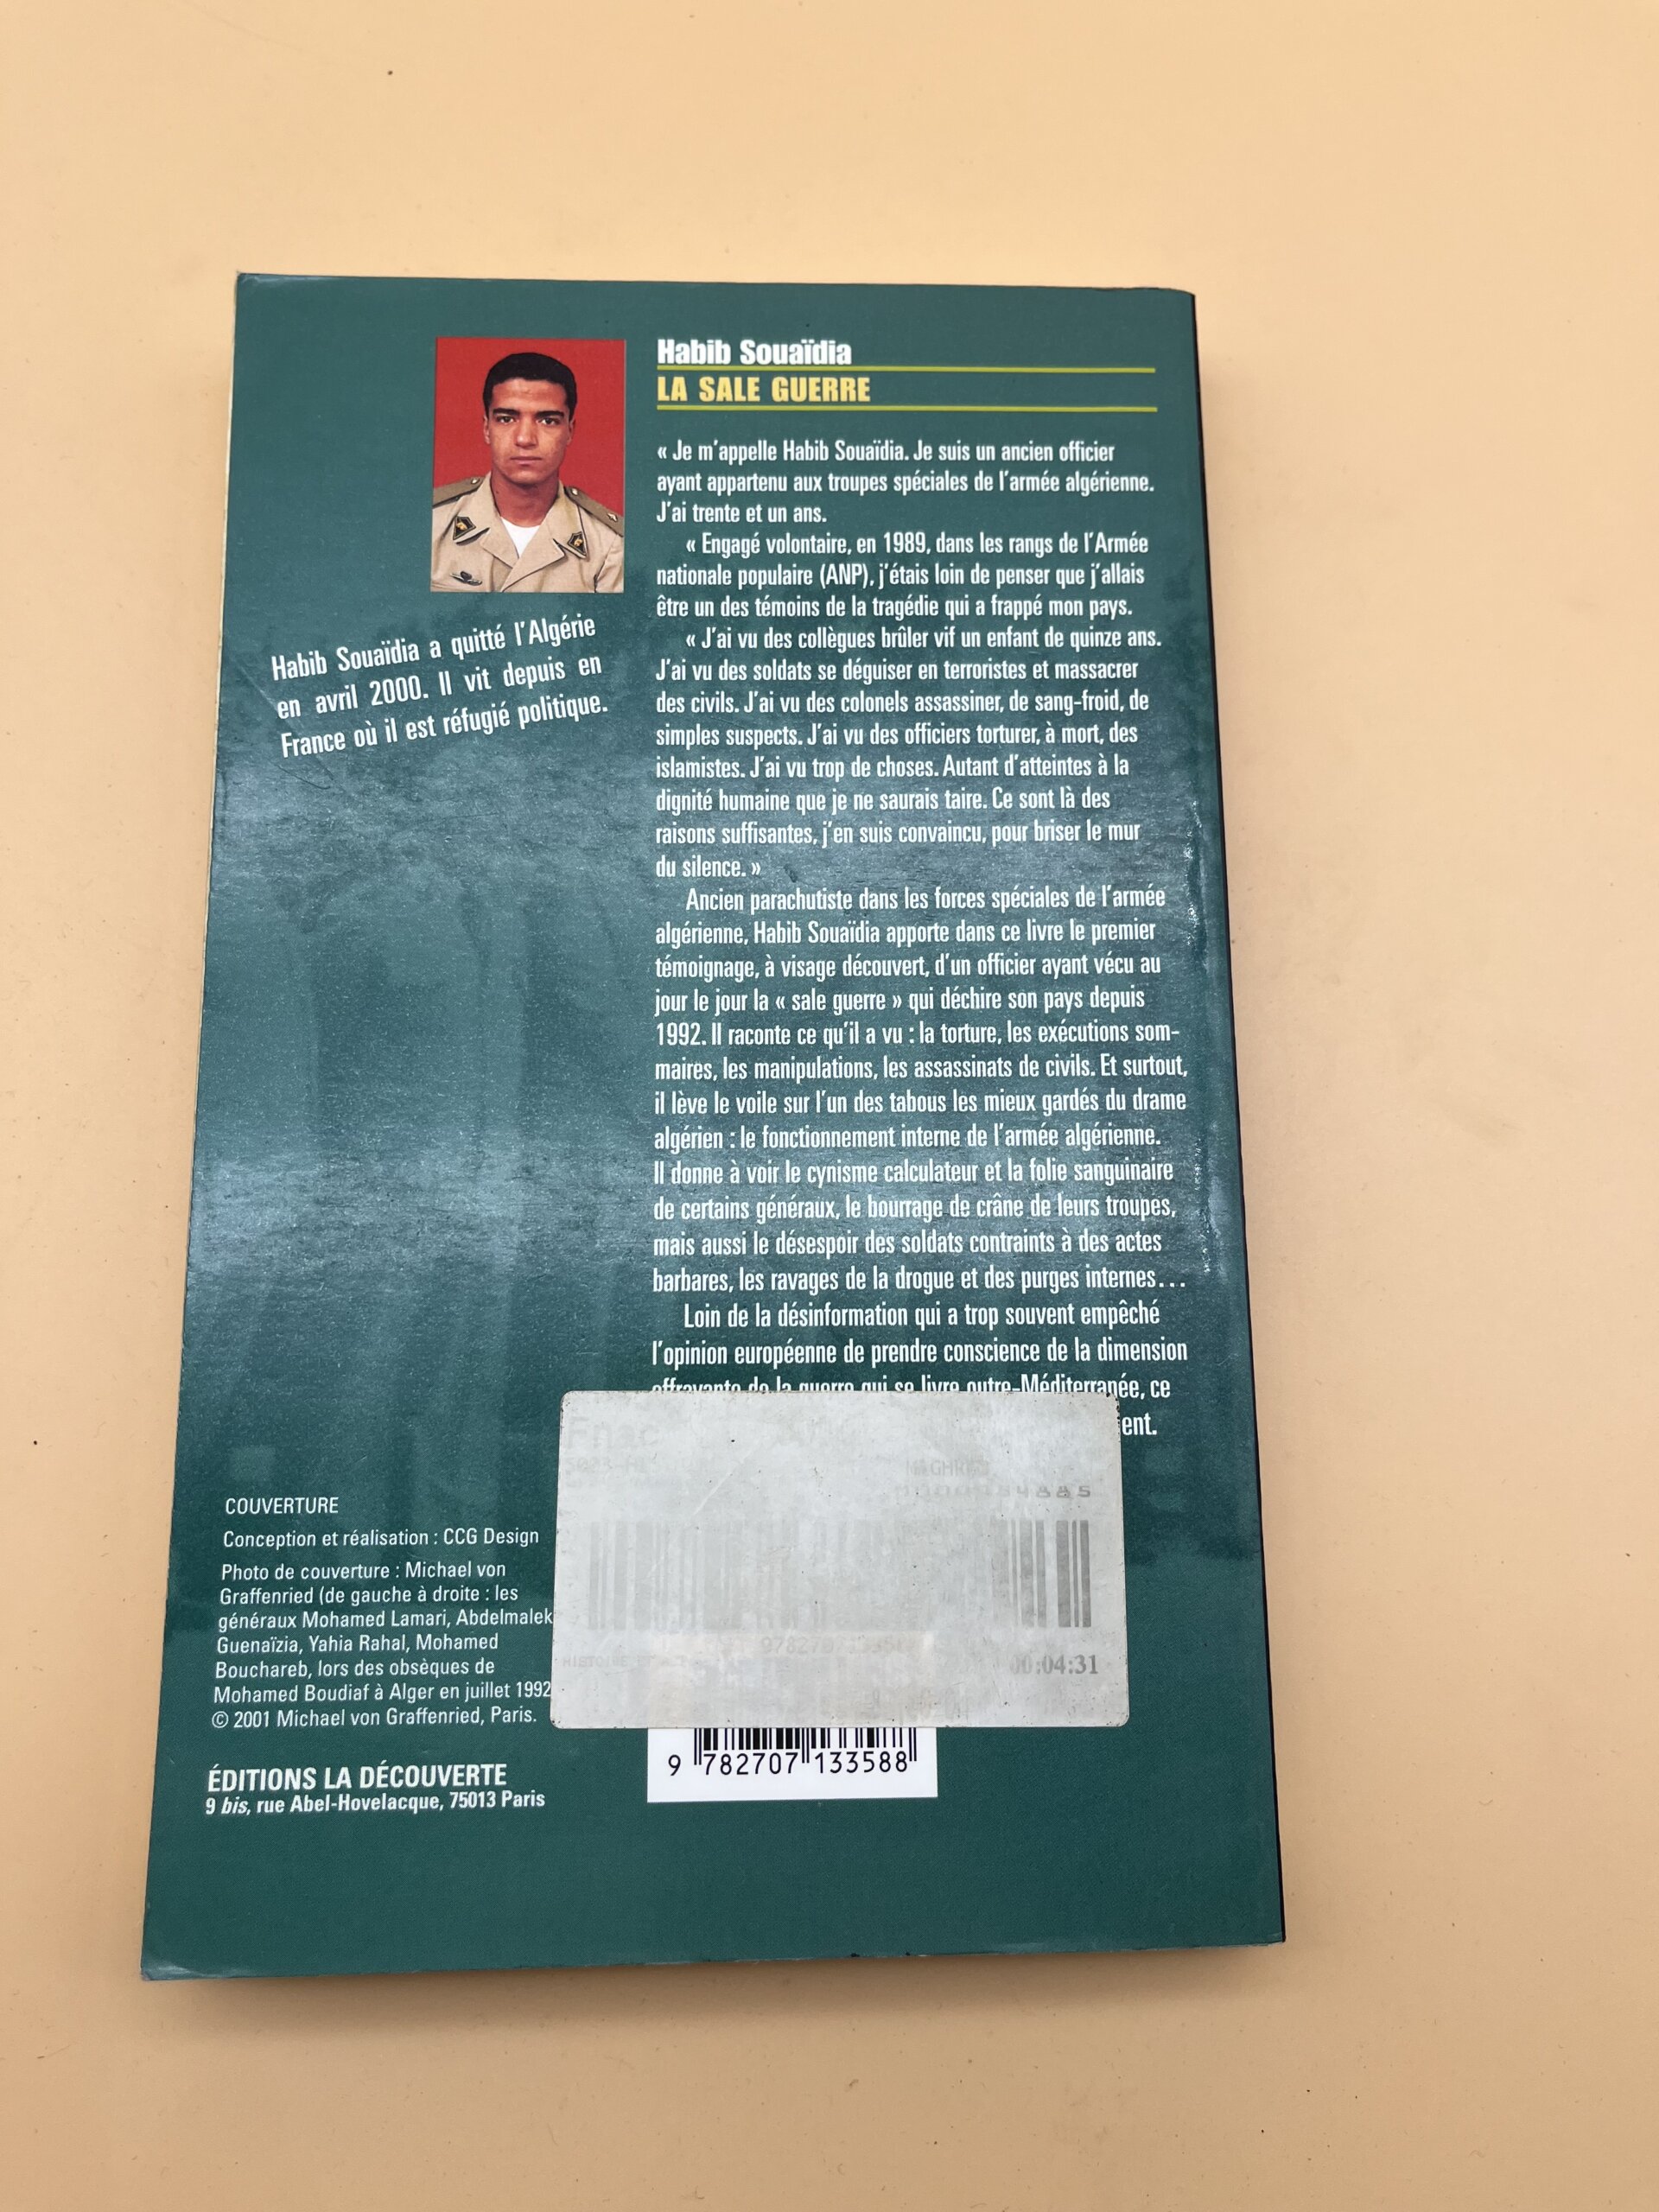 Habib Souaïdia
LA SALE GUERRE
« Je m'appelle Habib Souaïdia. Je suis un ancien officier
ayant appartenu aux troupes spéciales de l'armée algérienne.
J'ai trente et un ans.
« Engagé volontaire, en 1989, dans les rangs de l'Armée
nationale populaire (ANP), j'étais loin de penser que j'allais
être un des témoins de la tragédie qui a frappé mon pays.
« J'ai vu des collègues brûler vif un enfant de quinze ans.
J'ai vu des soldats se déguiser en terroristes et massacrer
des civils. J'ai vu des colonels assassiner, de sang-froid, de
simples suspects. J'ai vu des officiers torturer, à mort, des
islamistes. J'ai vu trop de choses. Autant d'atteintes à la
dignité humaine que je ne saurais taire. Ce sont là des
raisons suffisantes, j'en suis convaincu, pour briser le mur
du silence. »
Ancien parachutiste dans les forces spéciales de l'armée
algérienne, Habib Souaïdia apporte dans ce livre le premier
témoignage, à visage découvert, d'un officier ayant vécu au
jour le jour la « sale guerre » qui déchire son pays depuis
1992. Il raconte ce qu'il a vu : la torture, les exécutions som-
maires, les manipulations, les assassinats de civils. Et surtout,
il lève le voile sur l'un des tabous les mieux gardés du drame
algérien : le fonctionnement interne de l'armée algérienne.
Il donne à voir le cynisme calculateur et la folie sanguinaire
de certains généraux, le bourrage de crâne de leurs troupes,
mais aussi le désespoir des soldats contraints à des actes
barbares, les ravages de la drogue et des purges internes...
Loin de la désinformation qui a trop souvent empêché
l'opinion européenne de prendre conscience de la dimension
effrayante de la guerre qui se livre outre-Méditerranée, ce
ent.
Habib Souaïdia a quitté l'Algérie
en avril 2000. Il vit depuis en
France où il est réfugié politique.
COUVERTURE
Conception et réalisation : CCG Design
Photo de couverture : Michael von
Graffenried (de gauche à droite : les
généraux Mohamed Lamari, Abdelmalek
Guenaïzia, Yahia Rahal, Mohamed
Bouchareb, lors des obsèques de
Mohamed Boudiaf à Alger en juillet 1992
© 2001 Michael von Graffenried, Paris.
ÉDITIONS LA DÉCOUVERTE
9 bis, rue Abel-Hovelacque, 75013 Paris
Fnac
:04:31
9 782707 133588